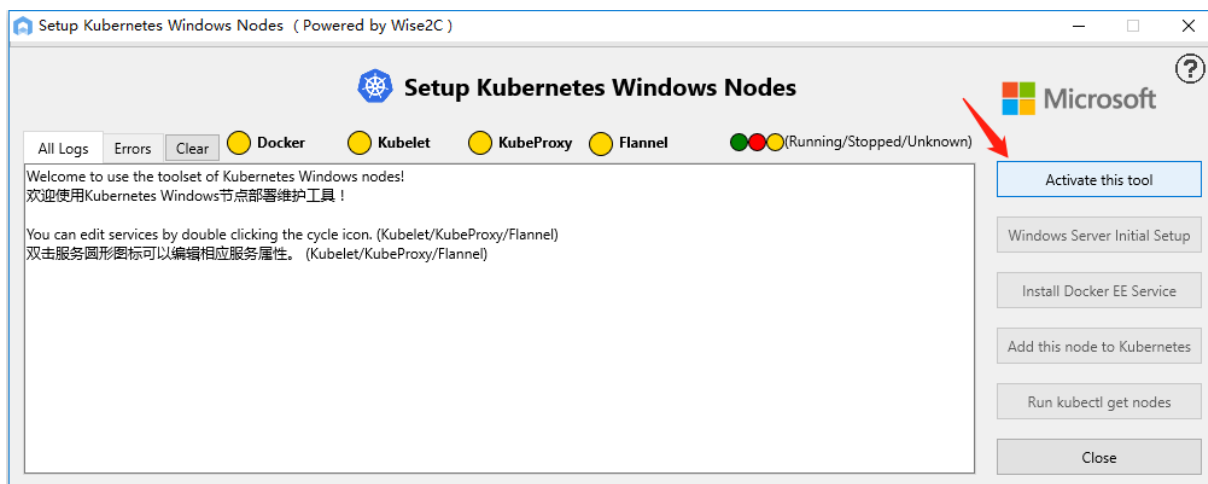 Setup Kubernetes Windows Nodes （Powered by Wise2C）
Setup Kubernetes Windows Nodes
?
Microsoft
All Logs Errors Clear Docker Kubelet KubeProxy Flannel (Running/Stopped/Unknown)
Welcome to use the toolset of Kubernetes Windows nodes!
欢迎使用Kubernetes Windows节点部署维护工具！
You can edit services by double clicking the cycle icon. (Kubelet/KubeProxy/Flannel)
双击服务圆形图标可以编辑相应服务属性。 (Kubelet/KubeProxy/Flannel)
Activate this tool
Windows Server Initial Setup
Install Docker EE Service
Add this node to Kubernetes
Run kubectl get nodes
Close